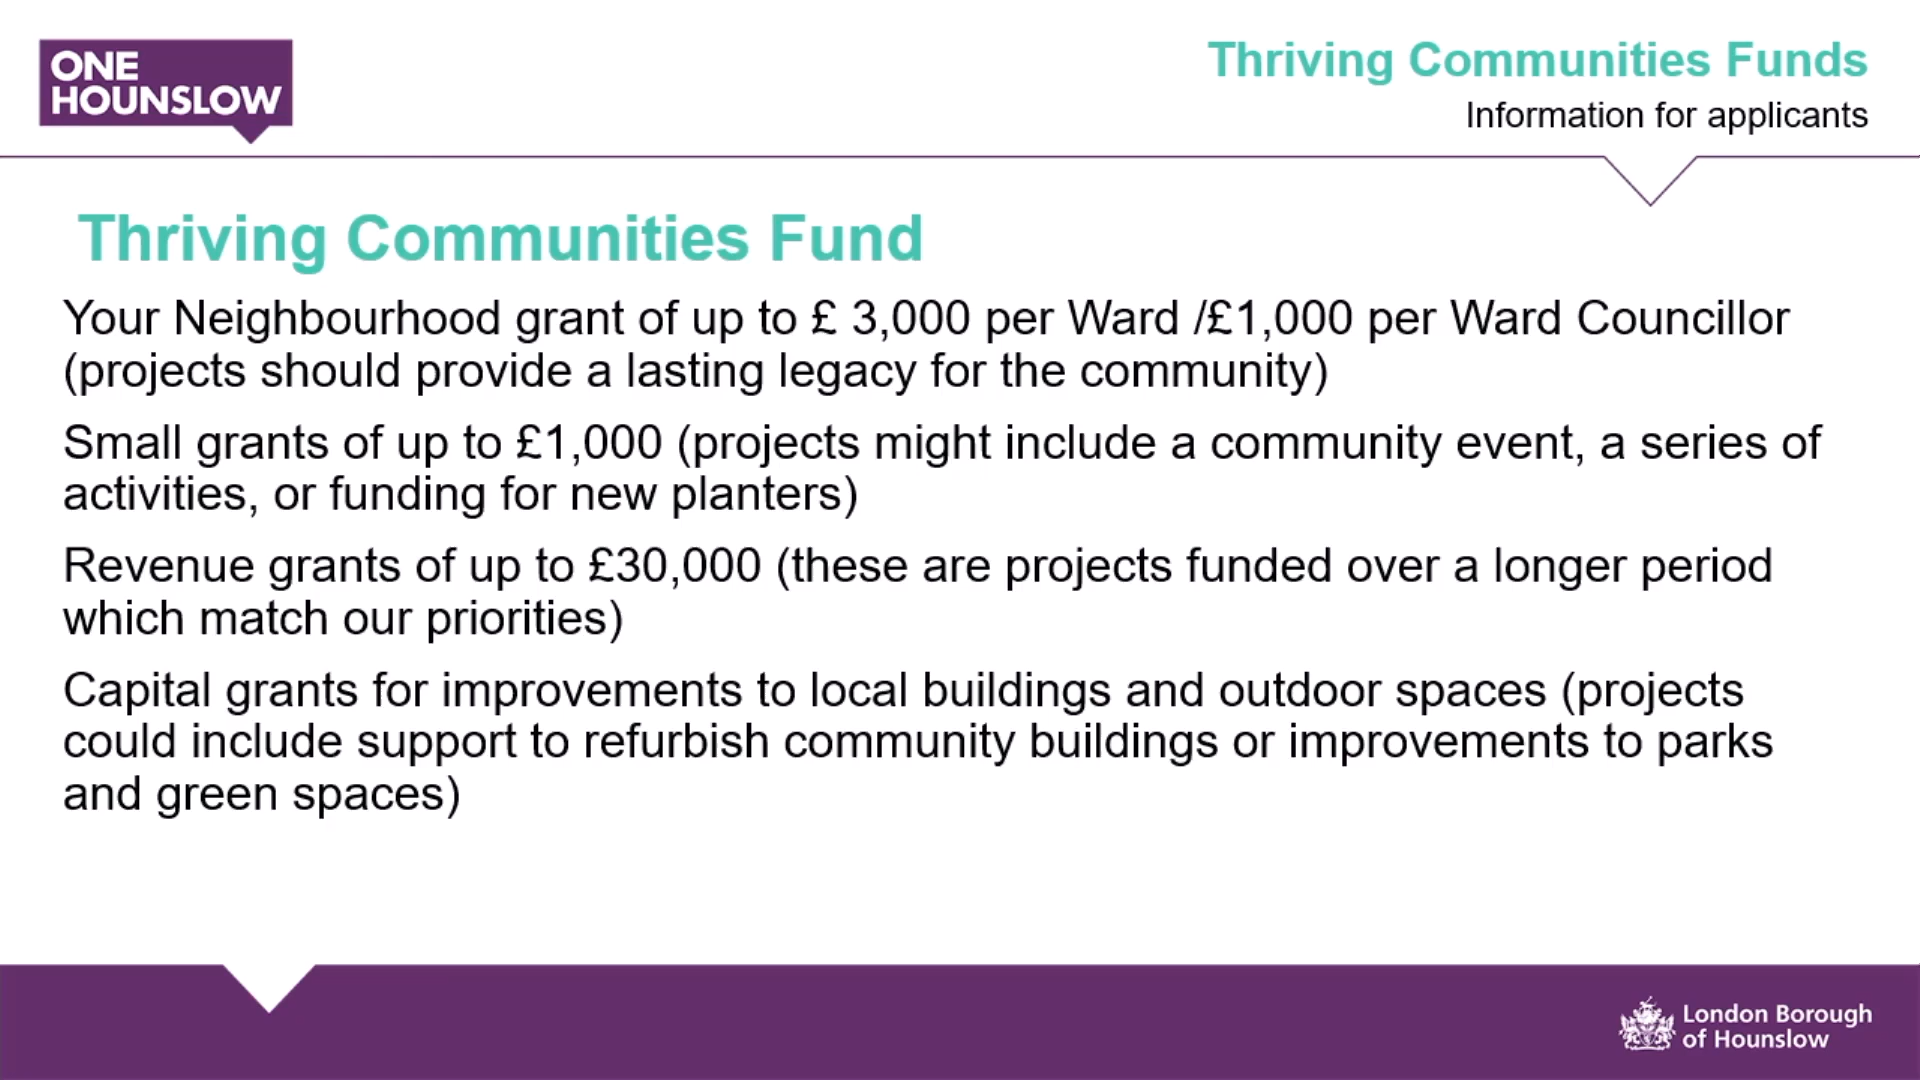 ONE
HOUNSLOW
Thriving Communities Funds
Information for applicants
Thriving Communities Fund
Your Neighbourhood grant of up to £ 3,000 per Ward /£1,000 per Ward Councillor
(projects should provide a lasting legacy for the community)
Small grants of up to £1,000 (projects might include a community event, a series of
activities, or funding for new planters)
Revenue grants of up to £30,000 (these are projects funded over a longer period
which match our priorities)
Capital grants for improvements to local buildings and outdoor spaces (projects
could include support to refurbish community buildings or improvements to parks
and green spaces)
London Borough
of Hounslow